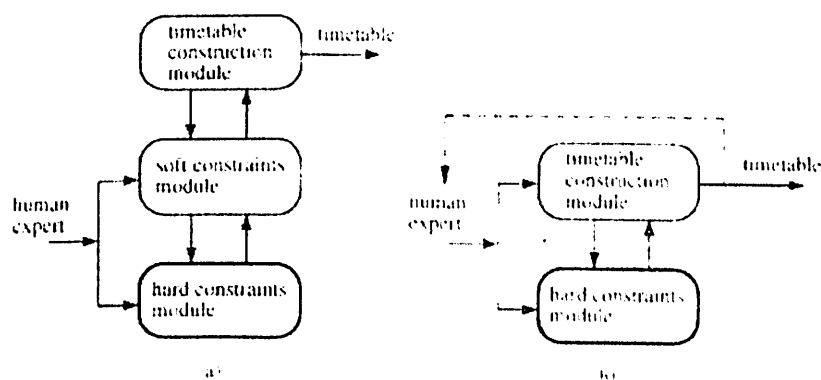 timetable
construction
module
timetable
soft constraints
module
human
expert
hard constraints
module
a)
timetable
construction
module
timetable
human
expert
hard constraints
module
b)